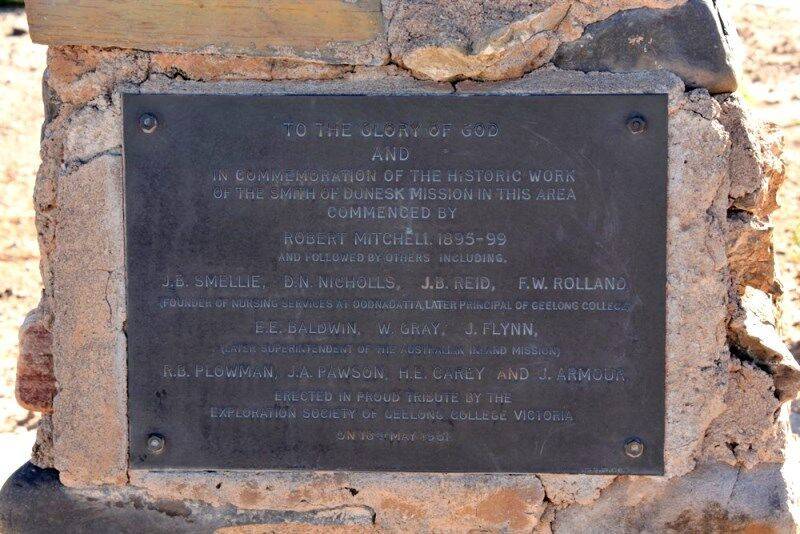 TO THE GLORY OF GOD
AND
IN COMMEMORATION OF THE HISTORIC WORK
OF THE SMITH OF DUNESK MISSION IN THIS AREA
COMMENCED BY
ROBERT MITCHELL. 1895-99
AND FOLLOWED BY OTHERS INCLUDING,
J.B. SMELLIE, D.N. NICHOLLS, J.B. REID, F.W. ROLLAND
(FOUNDER OF NURSING SERVICES AT OODNADATTA, LATER PRINCIPAL OF GEELONG COLLEGE)
E.E. BALDWIN, W. GRAY, J. FLYNN,
(LATER SUPERINTENDENT OF THE AUSTRALIAN INLAND MISSION)
R.B. PLOWMAN, J.A. PAWSON, H.E. CAREY AND J. ARMOUR
ERECTED IN PROUD TRIBUTE BY THE
EXPLORATION SOCIETY OF GEELONG COLLEGE VICTORIA
ON MAY 1961